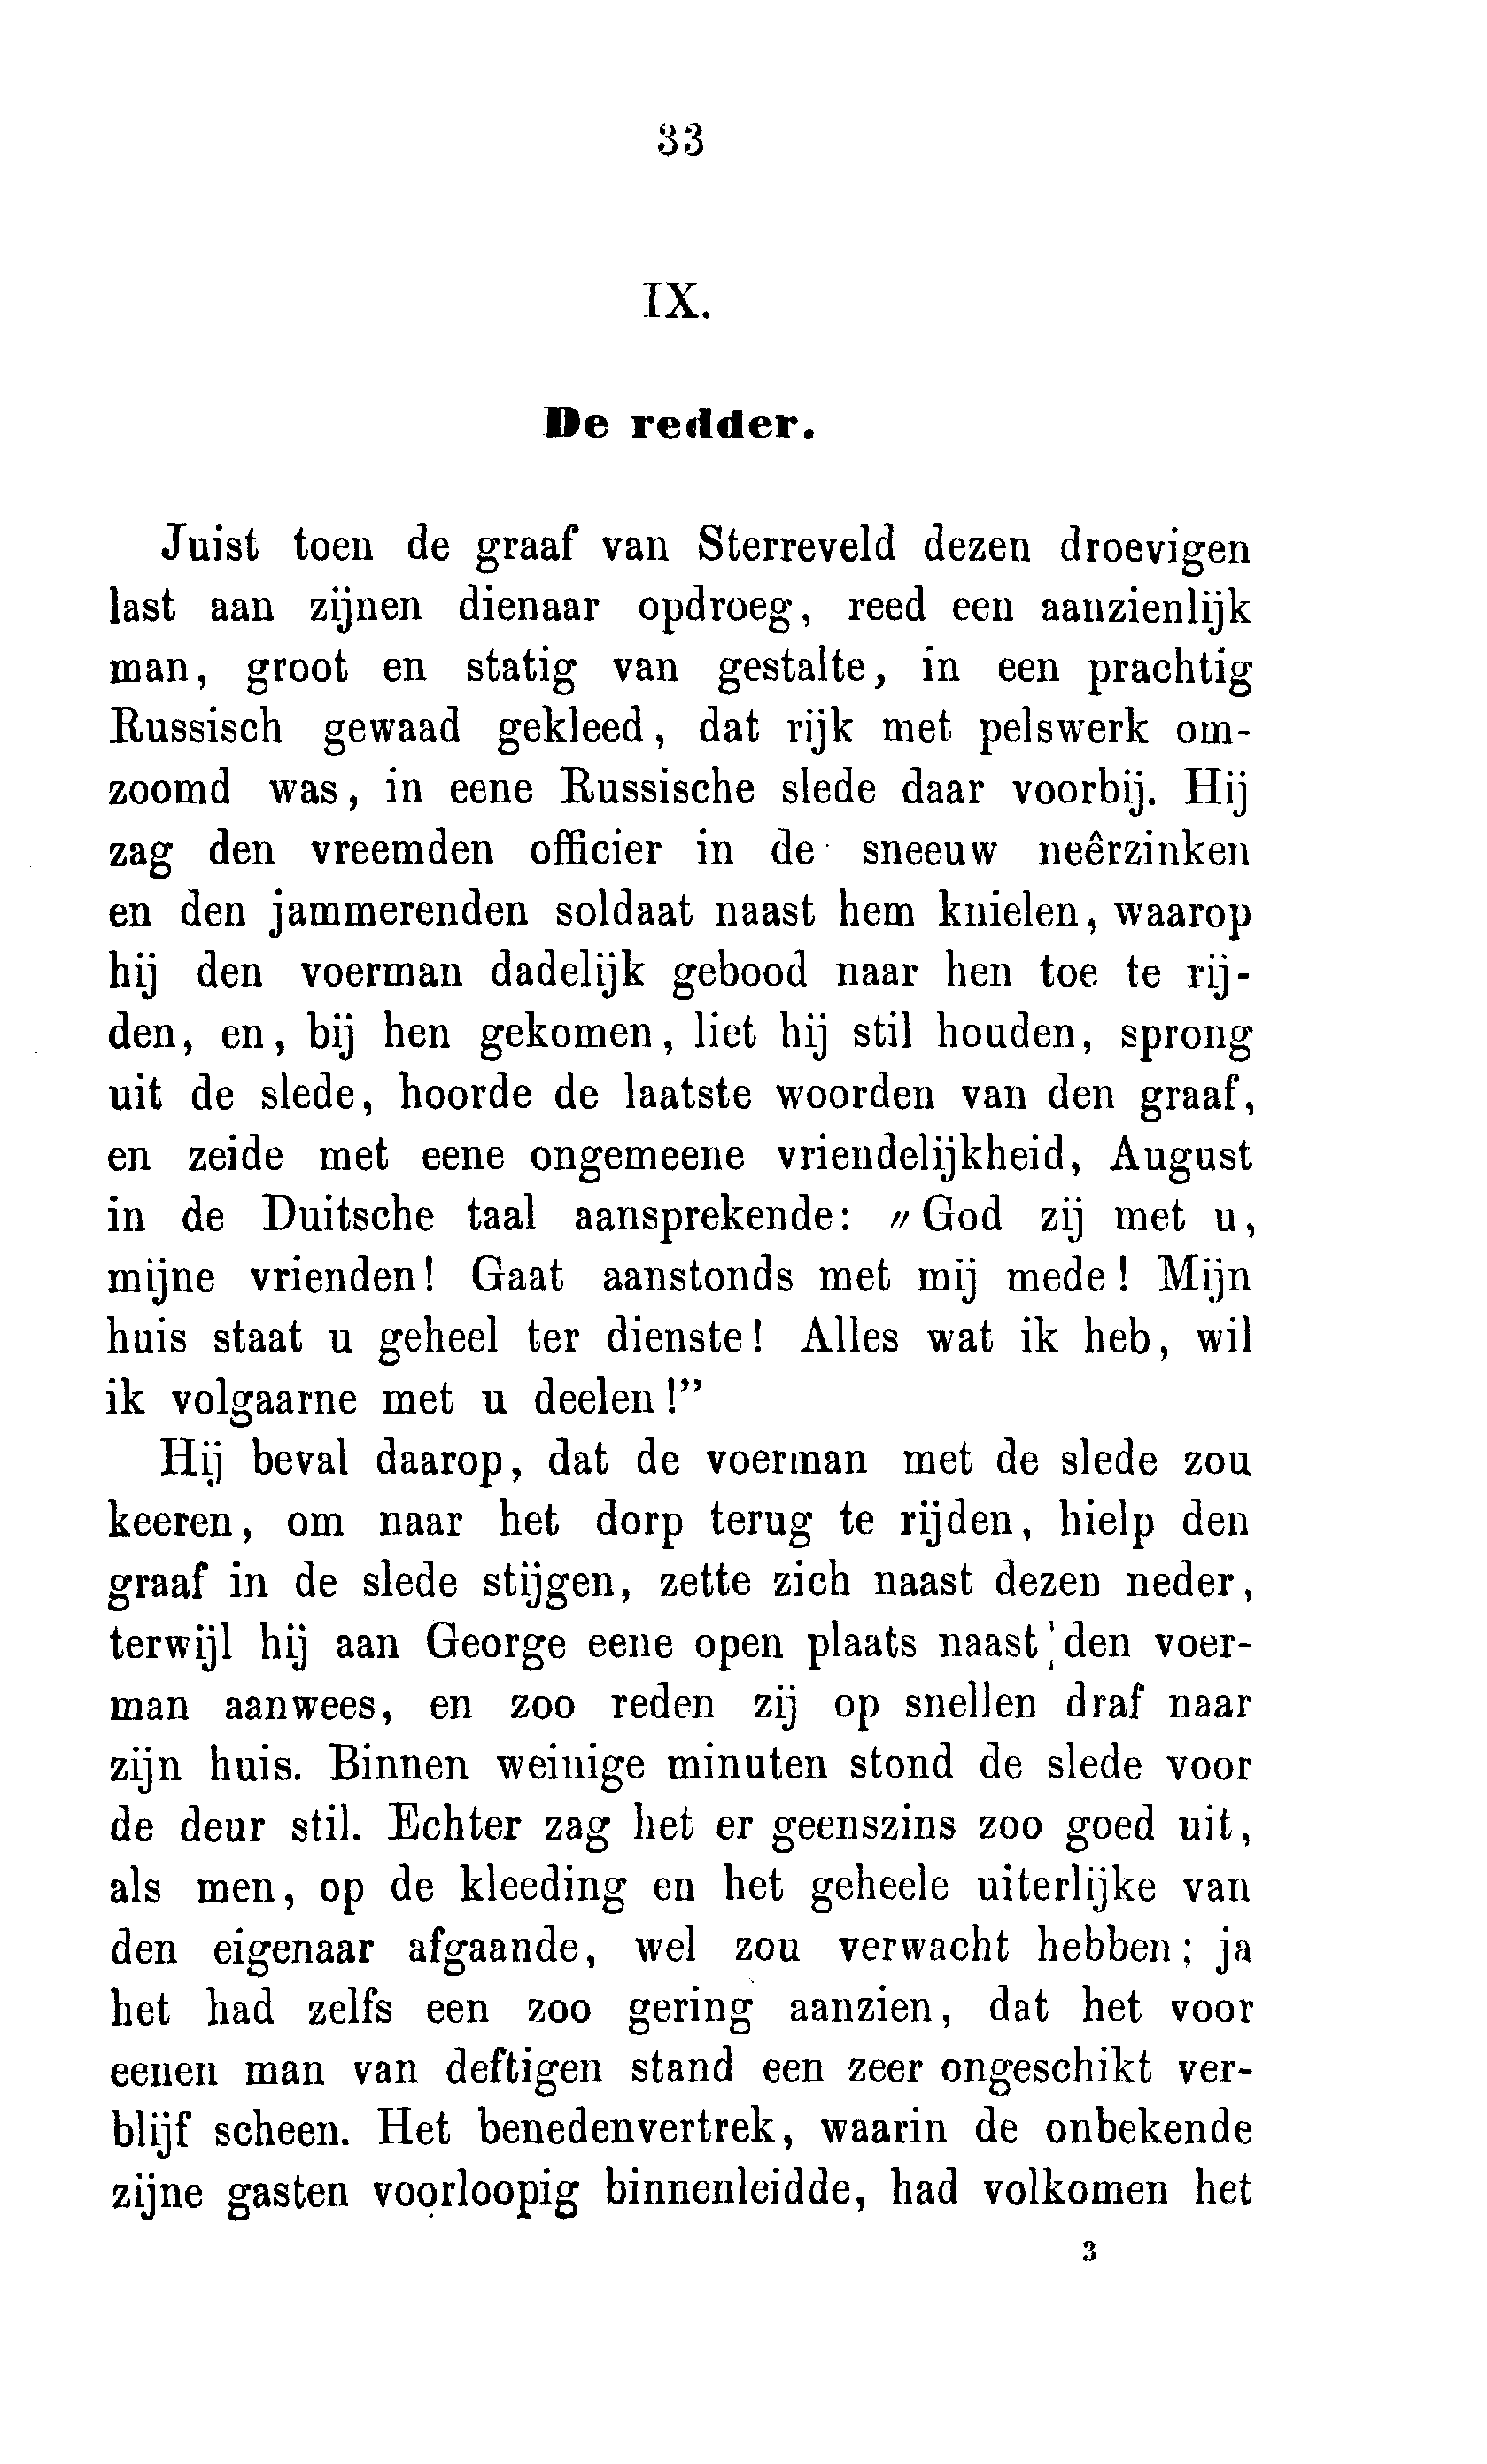 33
IX.
De redder.
Juist toen de graaf van Sterreveld dezen droevigen
last aan zijnen dienaar opdroeg, reed een aanzienlijk
man, groot en statig van gestalte, in een prachtig
Russisch gewaad gekleed, dat rijk met pelswerk om-
zoomd was, in eene Russische slede daar voorbij. Hij
zag den vreemden officier in de sneeuw neêrzinken
en den jammerenden soldaat naast hem knielen, waarop
hij den voerman dadelijk gebood naar hen toe te rij-
den, en, bij hen gekomen, liet hij stil houden, sprong
uit de slede, hoorde de laatste woorden van den graaf,
en zeide met eene ongemeene vriendelijkheid, August
in de Duitsche taal aansprekende: "God zij met u,
mijne vrienden! Gaat aanstonds met mij mede! Mijn
huis staat u geheel ter dienste! Alles wat ik heb, wil
ik volgaarne met u deelen!”
Hij beval daarop, dat de voerman met de slede zou
keeren, om naar het dorp terug te rijden, hielp den
graaf in de slede stijgen, zette zich naast dezen neder,
terwijl hij aan George eene open plaats naast den voer-
man aanwees, en zoo reden zij op snellen draf naar
zijn huis. Binnen weinige minuten stond de slede voor
de deur stil. Echter zag het er geenszins zoo goed uit,
als men, op de kleeding en het geheele uiterlijke van
den eigenaar afgaande, wel zou verwacht hebben; ja
het had zelfs een zoo gering aanzien, dat het voor
eenen man van deftigen stand een zeer ongeschikt ver-
blijf scheen. Het benedenvertrek, waarin de onbekende
zijne gasten voorloopig binnenleidde, had volkomen het
3